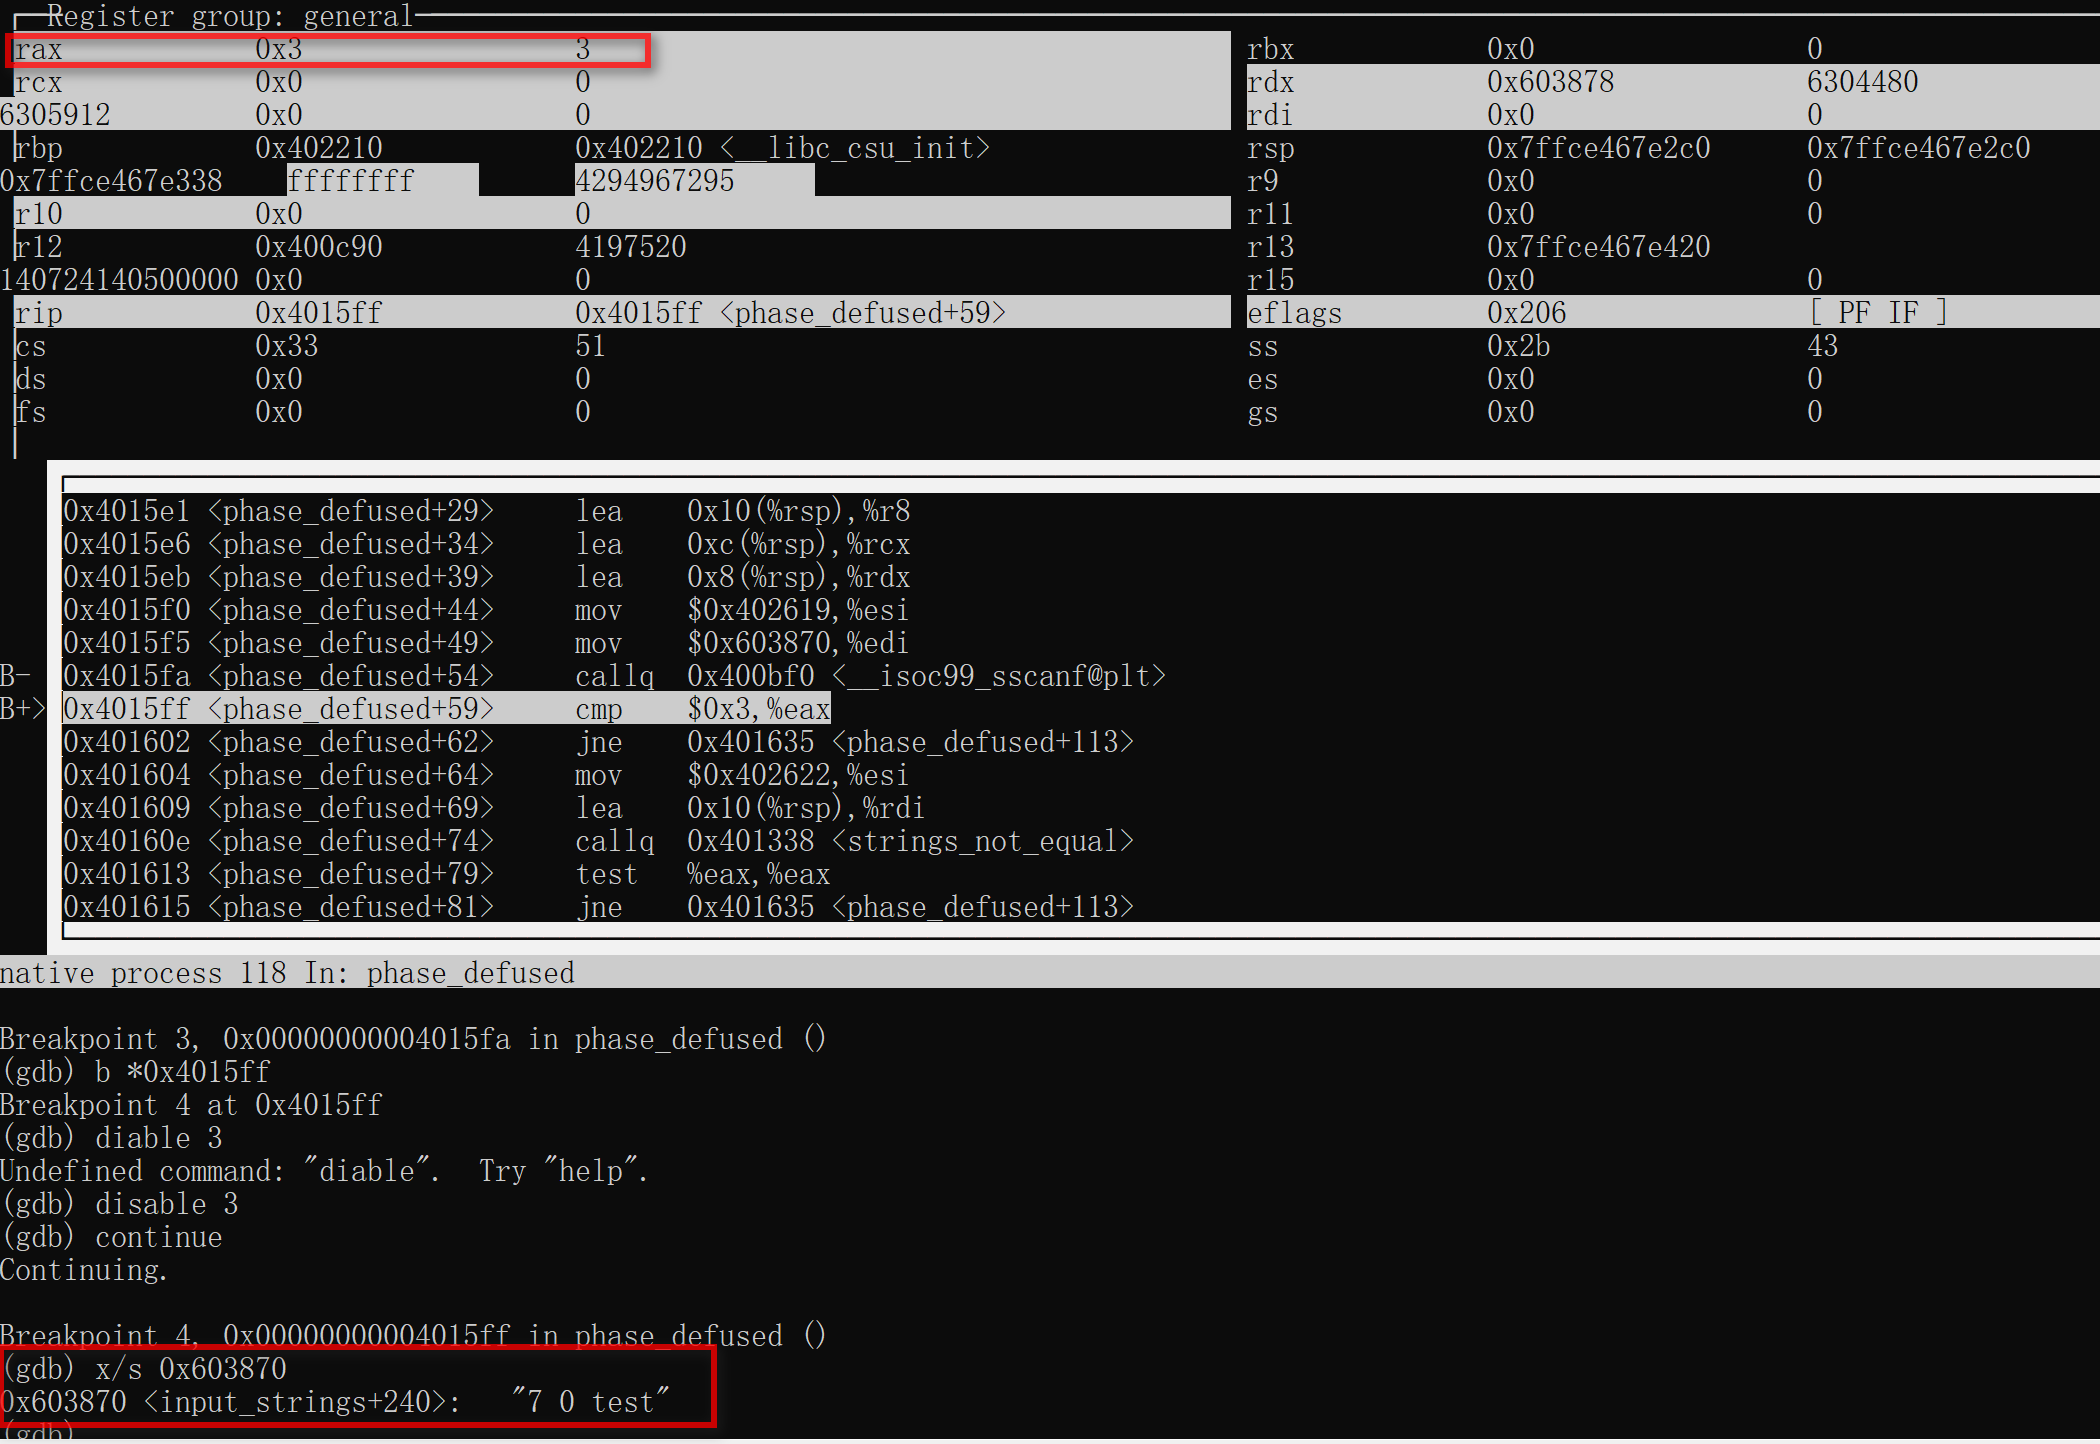 Register group: general
rax 0x3 3 rbx 0x0 0
rcx 0x0 0 rdx 0x603878 6304480
6305912 0x0 0 rdi 0x0 0
rbp 0x402210 0x402210 <__libc_csu_init> rsp 0x7ffce467e2c0 0x7ffce467e2c0
0x7ffce467e338 ffffffff 4294967295 r9 0x0 0
r10 0x0 0 r11 0x0 0
r12 0x400c90 4197520 r13 0x7ffce467e420
140724140500000 0x0 0 r15 0x0 0
rip 0x4015ff 0x4015ff <phase_defused+59> eflags 0x206 [ PF IF ]
cs 0x33 51 ss 0x2b 43
ds 0x0 0 es 0x0 0
fs 0x0 0 gs 0x0 0
0x4015e1 <phase_defused+29> lea 0x10(%rsp),%r8
0x4015e6 <phase_defused+34> lea 0xc(%rsp),%rcx
0x4015eb <phase_defused+39> lea 0x8(%rsp),%rdx
0x4015f0 <phase_defused+44> mov $0x402619,%esi
0x4015f5 <phase_defused+49> mov $0x603870,%edi
B- 0x4015fa <phase_defused+54> callq 0x400bf0 <__isoc99_sscanf@plt>
B+> 0x4015ff <phase_defused+59> cmp $0x3,%eax
0x401602 <phase_defused+62> jne 0x401635 <phase_defused+113>
0x401604 <phase_defused+64> mov $0x402622,%esi
0x401609 <phase_defused+69> lea 0x10(%rsp),%rdi
0x40160e <phase_defused+74> callq 0x401338 <strings_not_equal>
0x401613 <phase_defused+79> test %eax,%eax
0x401615 <phase_defused+81> jne 0x401635 <phase_defused+113>
native process 118 In: phase_defused
Breakpoint 3, 0x00000000004015fa in phase_defused ()
(gdb) b *0x4015ff
Breakpoint 4 at 0x4015ff
(gdb) diable 3
Undefined command: "diable".  Try "help".
(gdb) disable 3
(gdb) continue
Continuing.
Breakpoint 4, 0x00000000004015ff in phase_defused ()
(gdb) x/s 0x603870
0x603870 <input_strings+240>: "7 0 test"
(gdb)